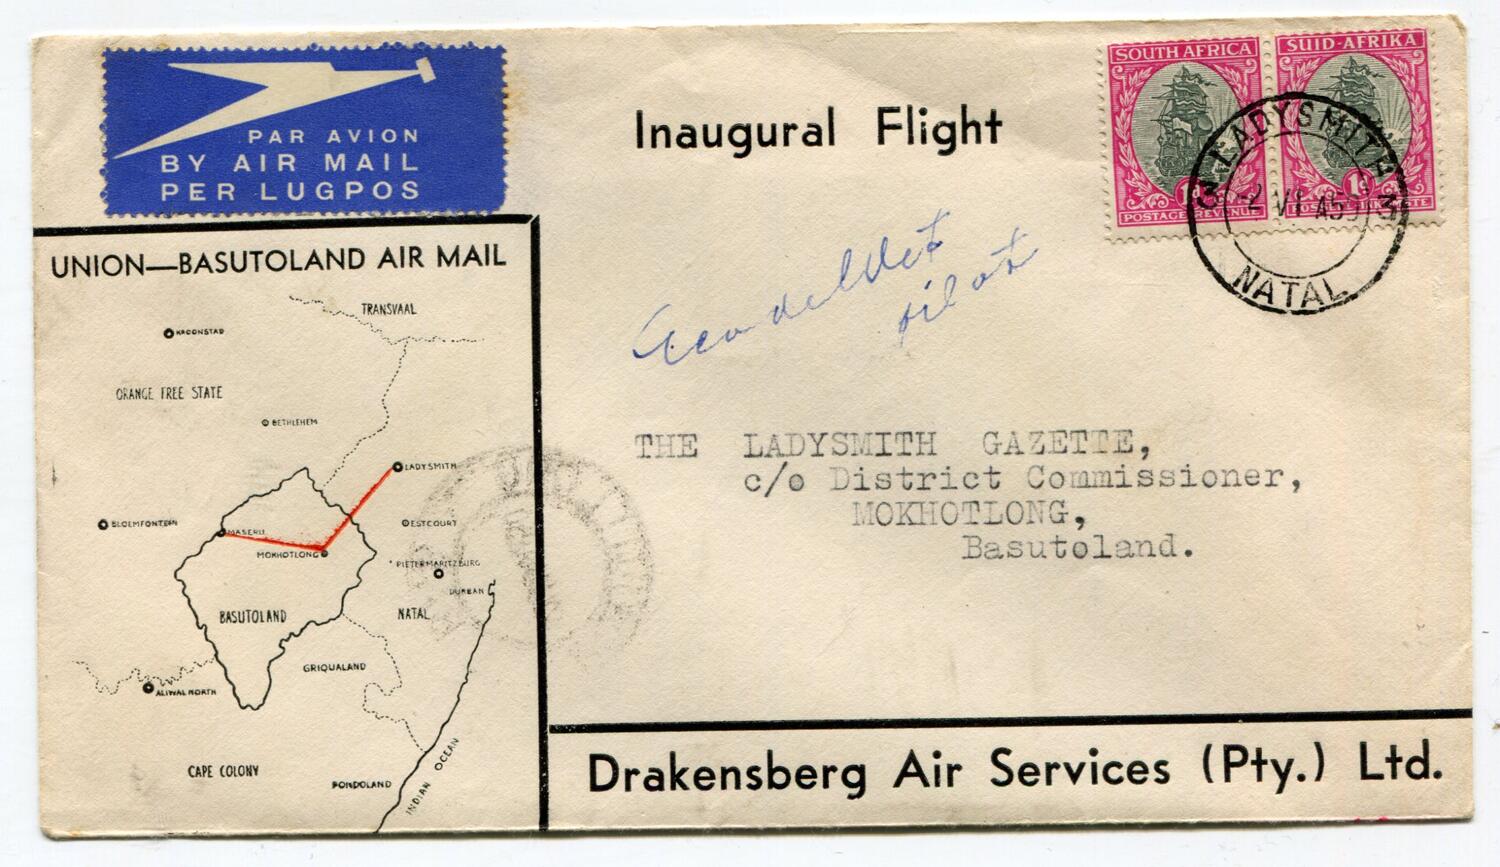 PAR AVION
BY AIR MAIL
PER LUGPOS
Inaugural Flight
SOUTH AFRICA
SUID-AFRIKA
POSTAGE REVENUE
LADYSMITH
NATAL
UNION—BASUTOLAND AIR MAIL
TRANSVAAL
KROONSTAD
ORANGE FREE STATE
BETHLEHEM
LADYSMITH
BLOEMFONTEIN
MASERU
ESTCOURT
MOKHOTLONG
PIETERMARITZBURG
DURBAN
BASUTOLAND
NATAL
GRIQUALAND
ALIWAL NORTH
CAPE COLONY
PONDOLAND
INDIAN OCEAN
pilot
THE LADYSMITH GAZETTE,
c/o District Commissioner,
MOKHOTLONG,
Basutoland.
Drakensberg Air Services (Pty.) Ltd.